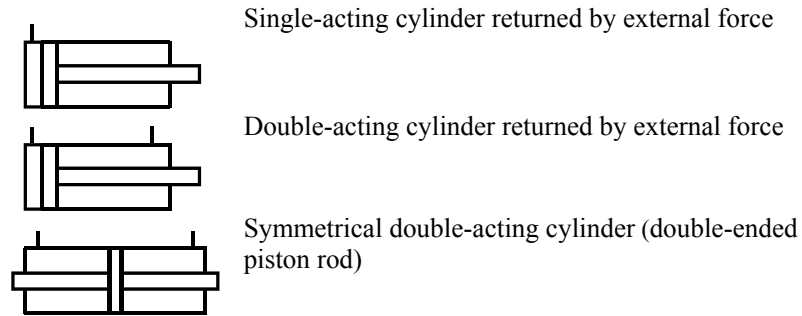 Single-acting cylinder returned by external force
Double-acting cylinder returned by external force
Symmetrical double-acting cylinder (double-ended
piston rod)